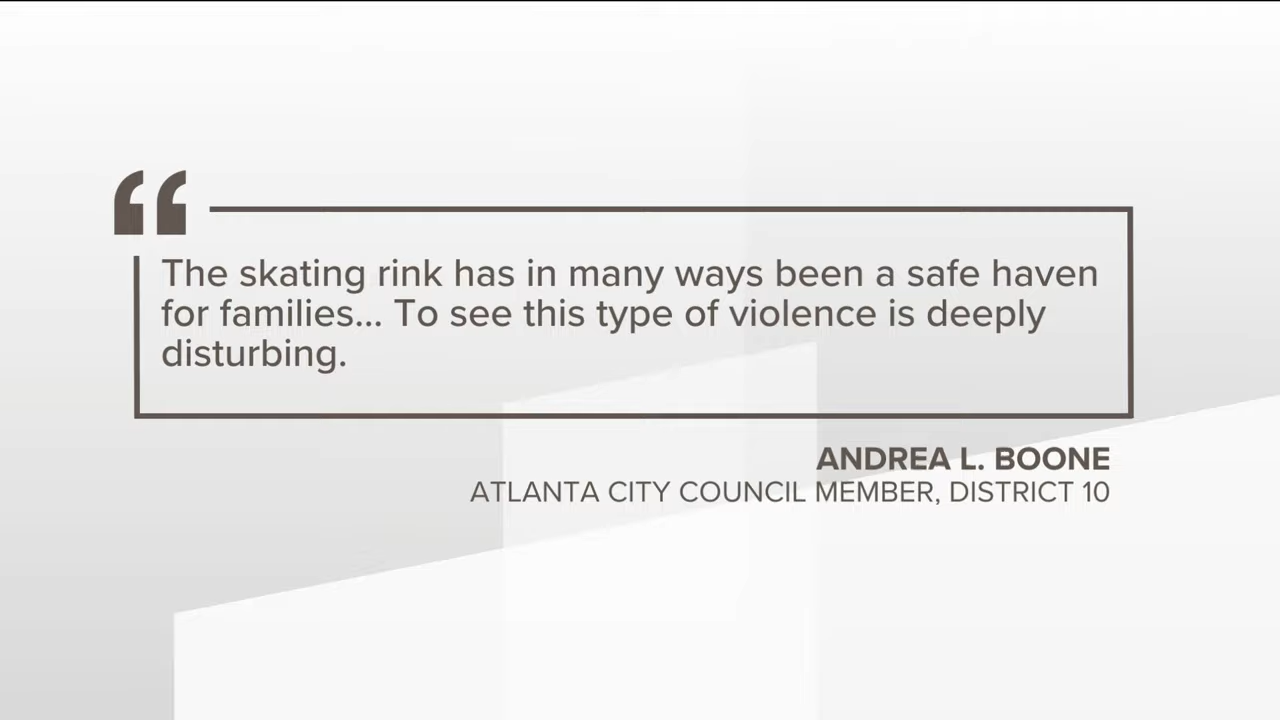 “
The skating rink has in many ways been a safe haven
for families... To see this type of violence is deeply
disturbing.
ANDREA L. BOONE
ATLANTA CITY COUNCIL MEMBER, DISTRICT 10